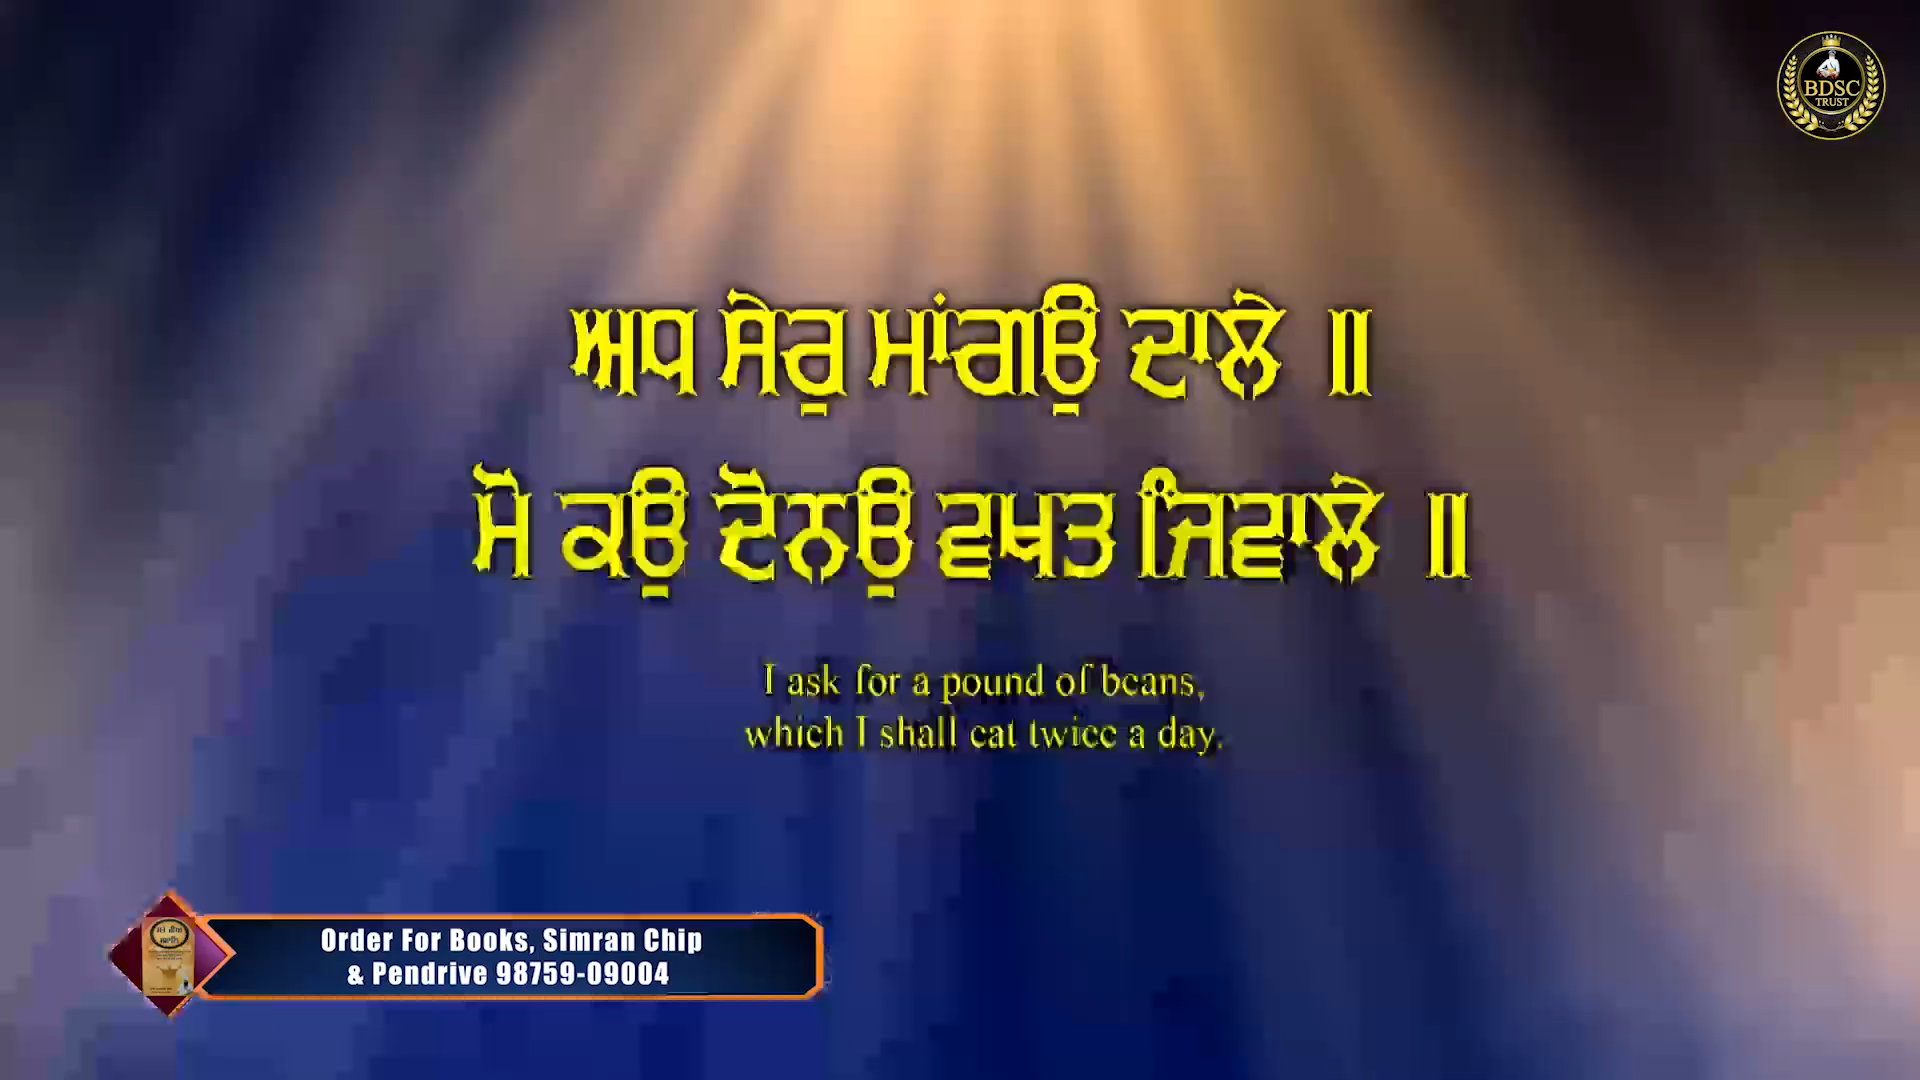 BDSC
TRUST
ਅਧ ਸੇਰੁ ਮਾਂਗਉ ਦਾਲੇ ॥
ਮੋ ਕਉ ਦੋਨਉ ਵਖਤ ਜਿਵਾਲੇ ॥
I ask for a pound of beans,
which I shall eat twice a day.
Order For Books, Simran Chip
& Pendrive 98759-09004